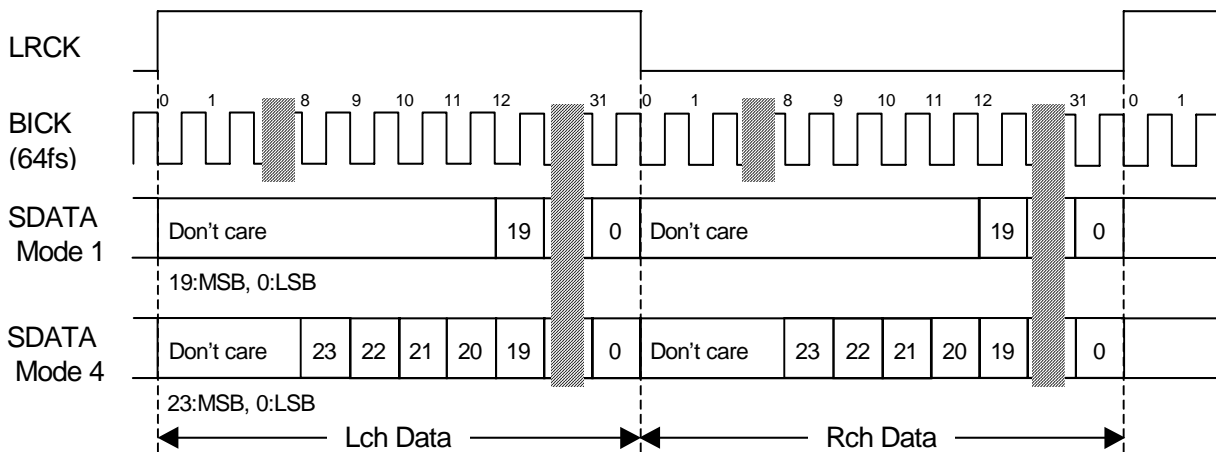 LRCK
0 1 8 9 10 11 12 31 0 1 8 9 10 11 12 31 0 1
BICK
(64fs)
SDATA
Mode 1
Don't care 19 0 Don't care 19 0
19:MSB, 0:LSB
SDATA
Mode 4
Don't care 23 22 21 20 19 0 Don't care 23 22 21 20 19 0
23:MSB, 0:LSB
Lch Data Rch Data